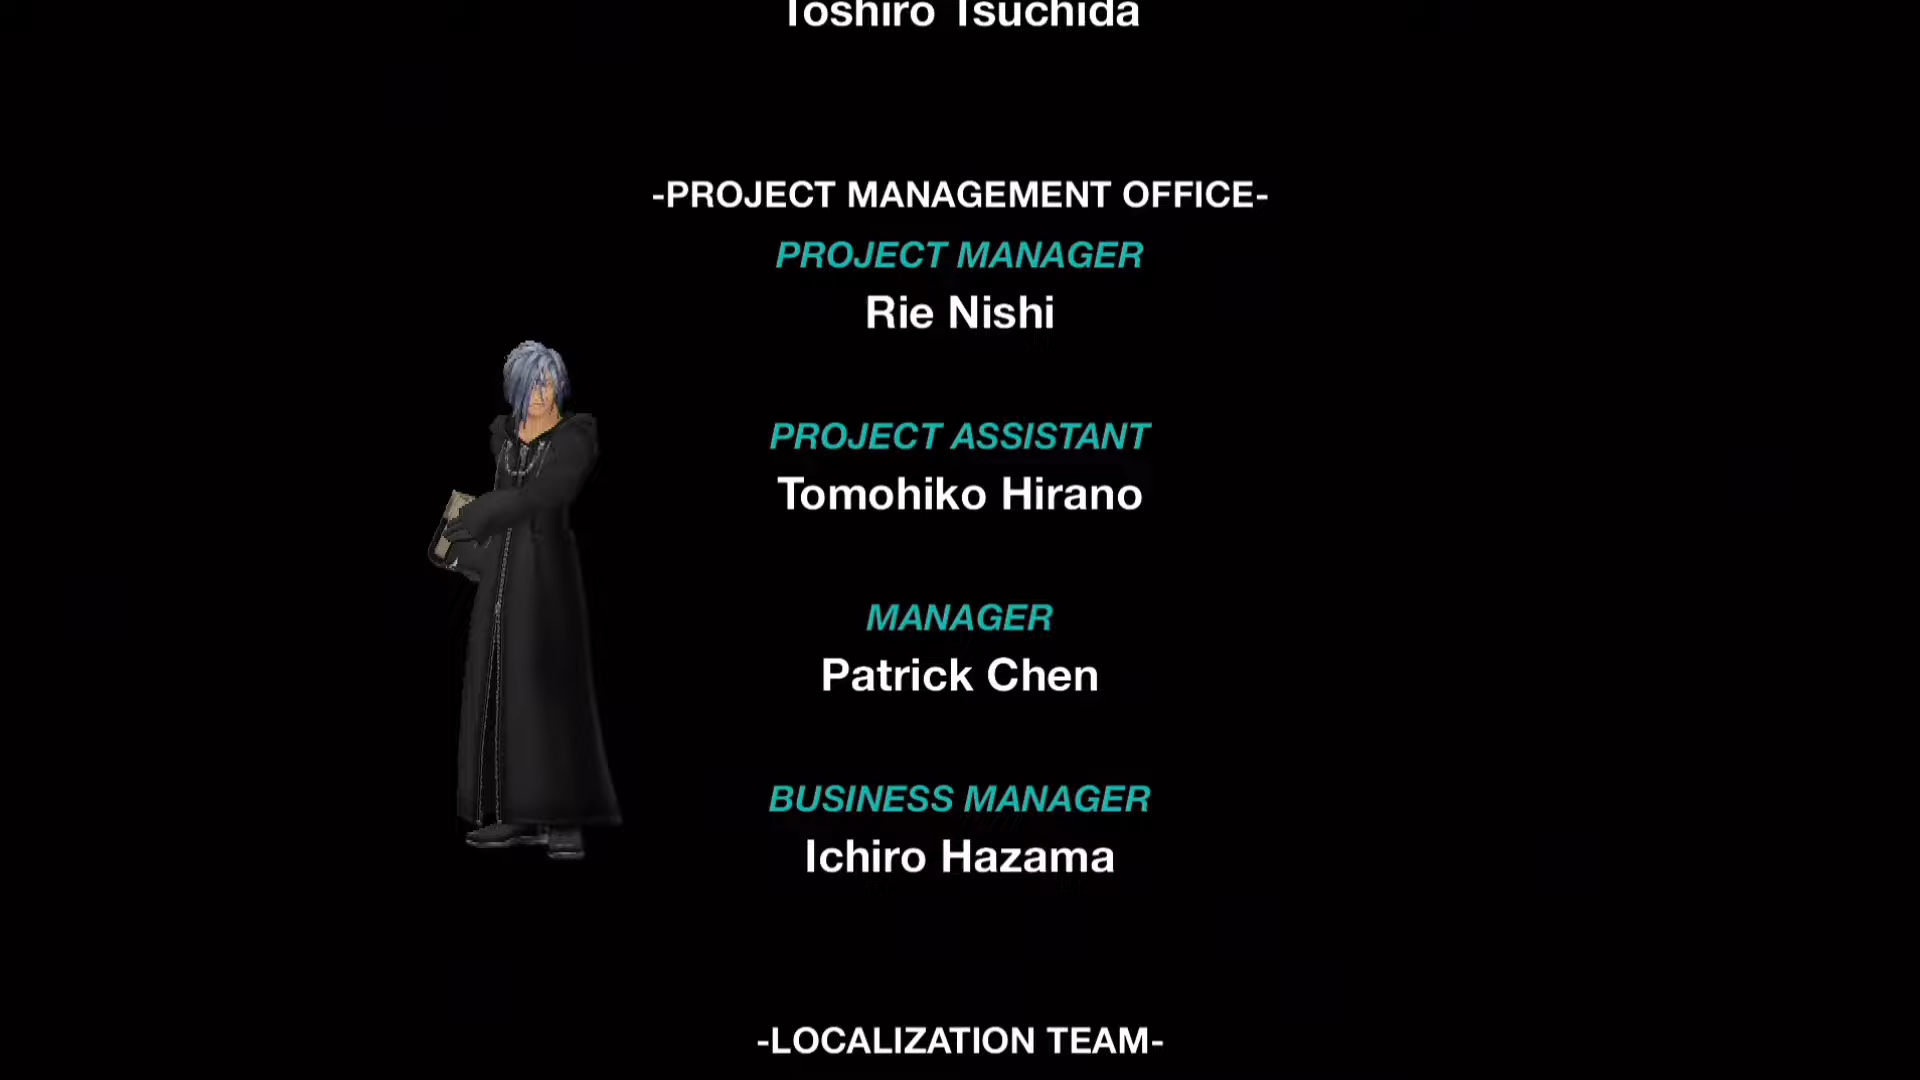 Toshiro Tsuchida
-PROJECT MANAGEMENT OFFICE-
PROJECT MANAGER
Rie Nishi
PROJECT ASSISTANT
Tomohiko Hirano
MANAGER
Patrick Chen
BUSINESS MANAGER
Ichiro Hazama
-LOCALIZATION TEAM-